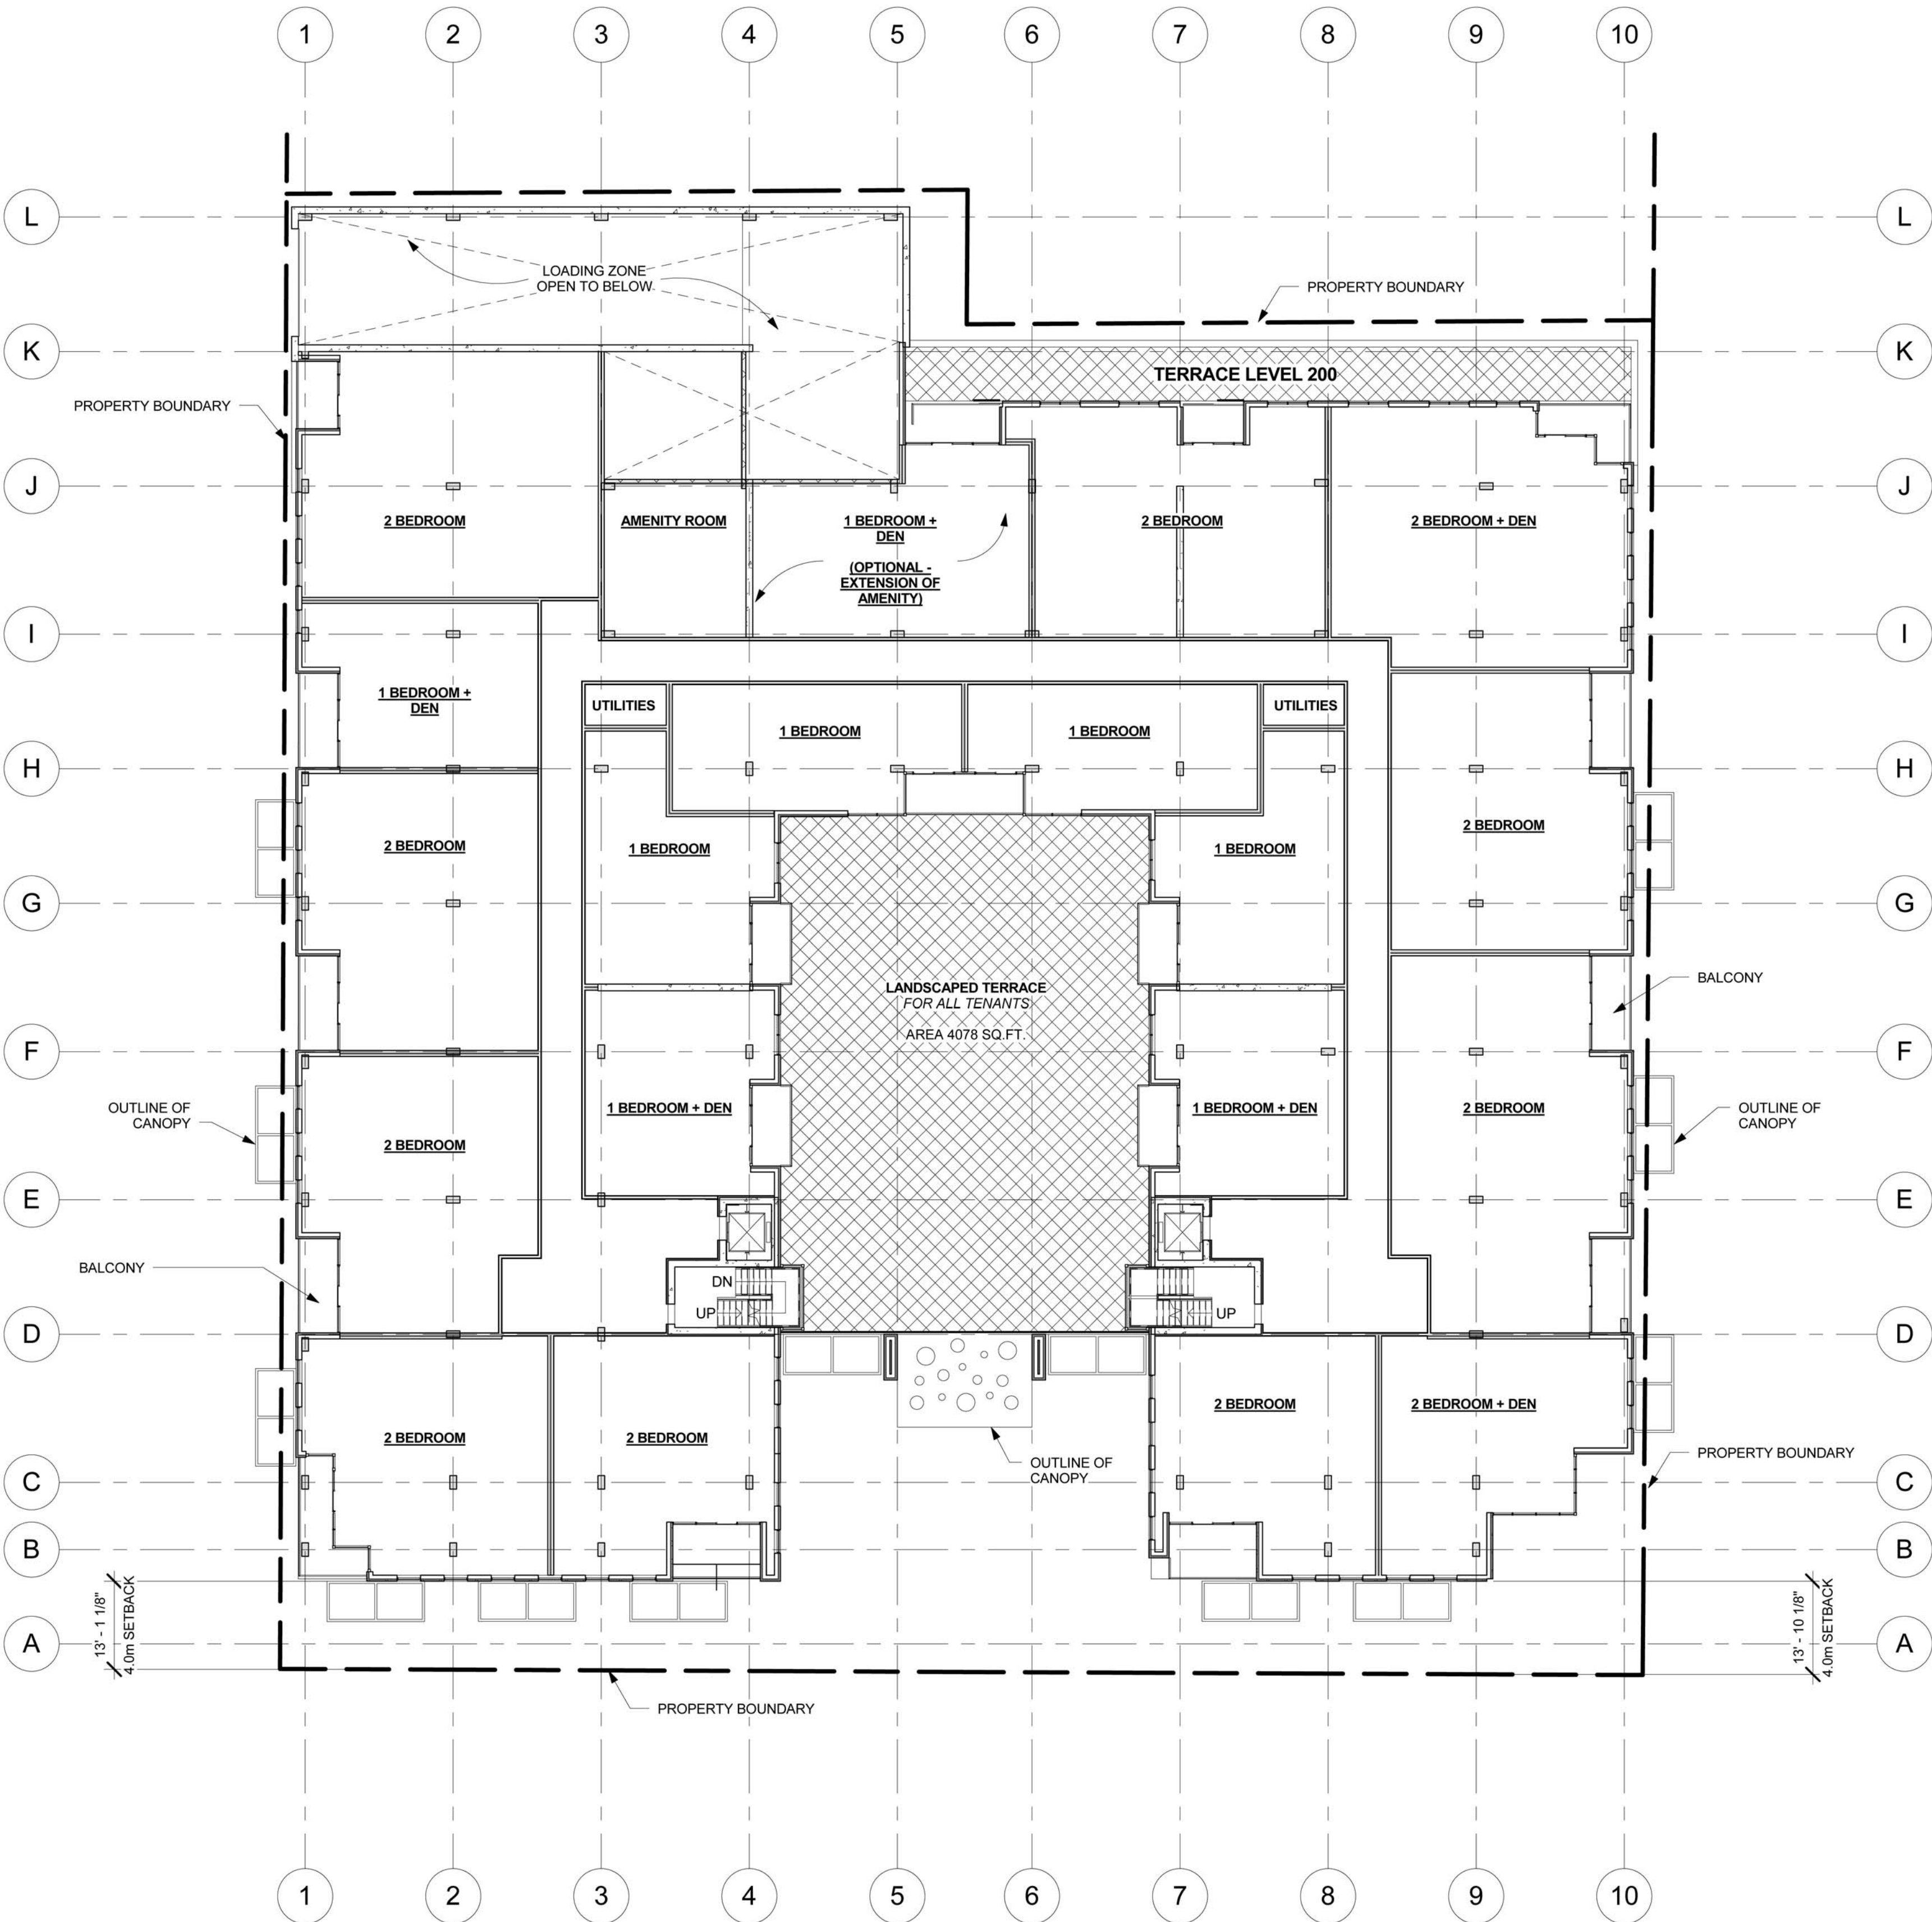 1 2 3 4 5 6 7 8 9 10
L L
LOADING ZONE
OPEN TO BELOW
PROPERTY BOUNDARY
K K
TERRACE LEVEL 200
PROPERTY BOUNDARY
J J
2 BEDROOM
AMENITY ROOM
1 BEDROOM +
DEN
(OPTIONAL -
EXTENSION OF
AMENITY)
2 BEDROOM
2 BEDROOM + DEN
I I
1 BEDROOM +
DEN
UTILITIES
UTILITIES
1 BEDROOM
1 BEDROOM
H H
2 BEDROOM
1 BEDROOM
1 BEDROOM
2 BEDROOM
G G
LANDSCAPED TERRACE
FOR ALL TENANTS
AREA 4078 SQ.FT.
BALCONY
F F
OUTLINE OF
CANOPY
2 BEDROOM
1 BEDROOM + DEN
1 BEDROOM + DEN
2 BEDROOM
OUTLINE OF
CANOPY
E E
BALCONY
DN
UP
UP
D D
2 BEDROOM
2 BEDROOM
2 BEDROOM
2 BEDROOM + DEN
OUTLINE OF
CANOPY
PROPERTY BOUNDARY
C C
B B
13' - 1 1/8"
4.0m SETBACK
13' - 10 1/8"
4.0m SETBACK
A A
PROPERTY BOUNDARY
1 2 3 4 5 6 7 8 9 10